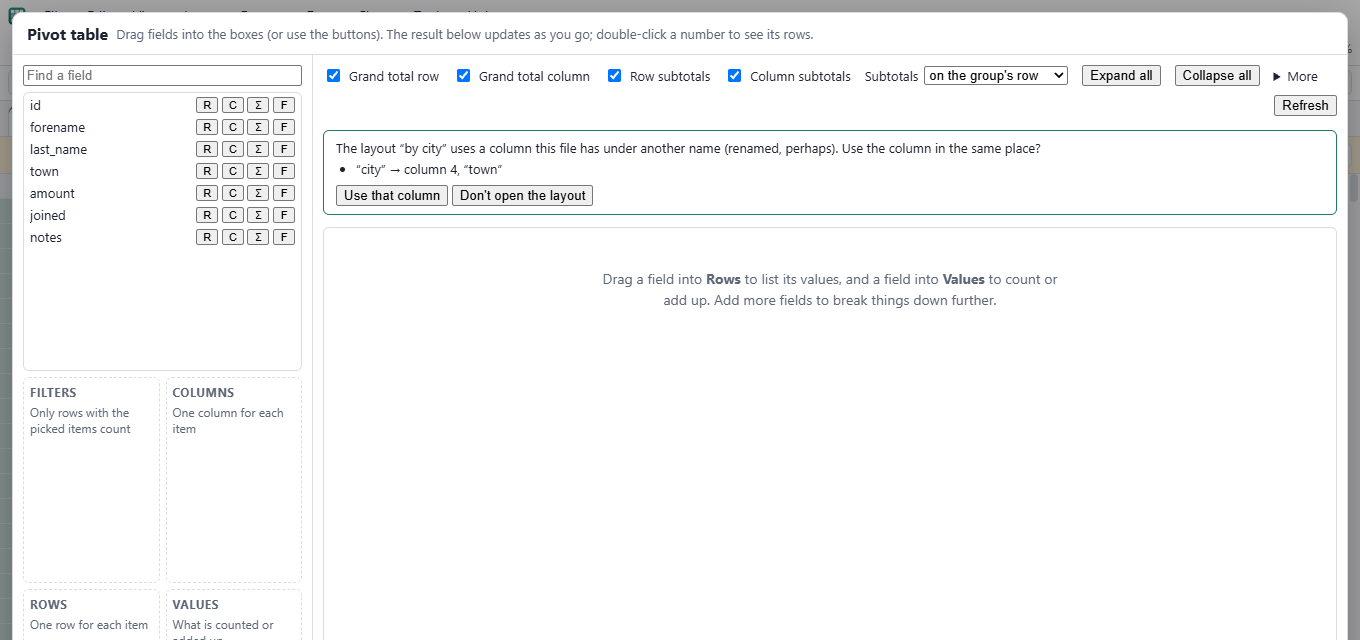 Pivot table Drag fields into the boxes (or use the buttons). The result below updates as you go; double-click a number to see its rows.
Find a field
id R C Σ F
forename R C Σ F
last_name R C Σ F
town R C Σ F
amount R C Σ F
joined R C Σ F
notes R C Σ F
FILTERS
Only rows with the
picked items count
COLUMNS
One column for each
item
ROWS
One row for each item
VALUES
What is counted or
Grand total row Grand total column Row subtotals Column subtotals Subtotals on the group's row Expand all Collapse all ▶ More
Refresh
The layout “by city” uses a column this file has under another name (renamed, perhaps). Use the column in the same place?
• “city” → column 4, “town”
Use that column Don't open the layout
Drag a field into Rows to list its values, and a field into Values to count or
add up. Add more fields to break things down further.